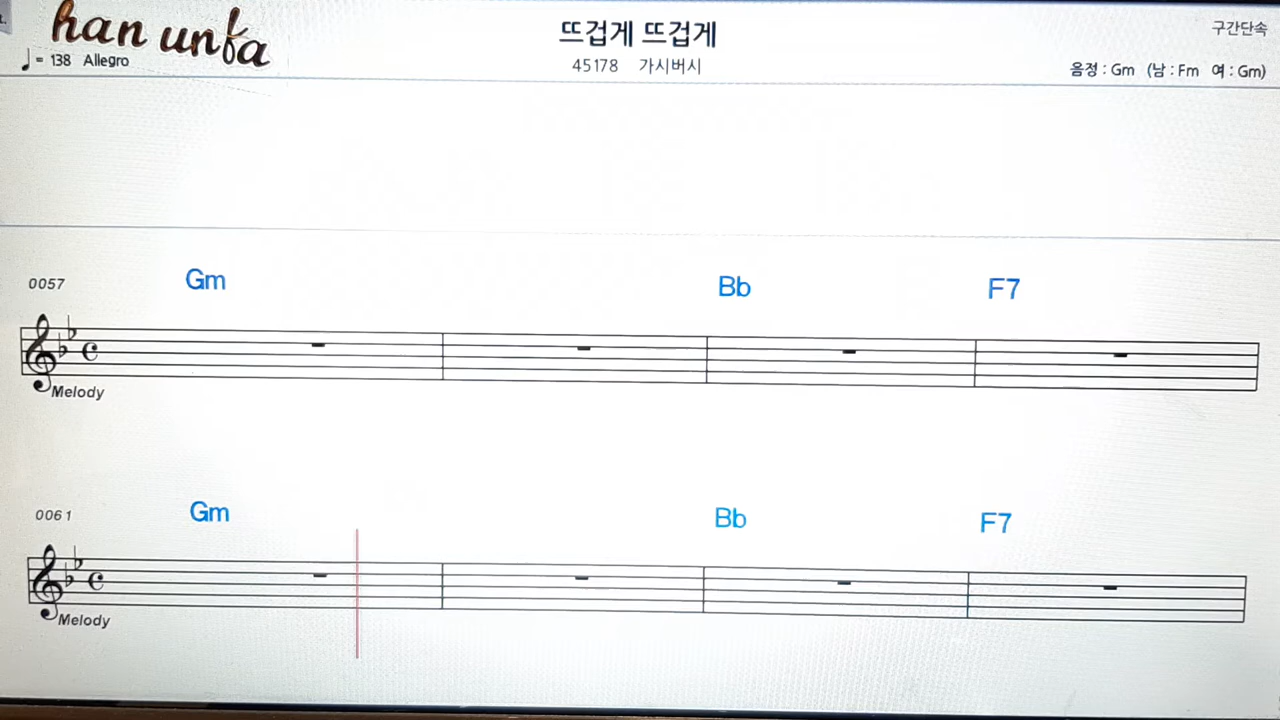 han unfa
뜨겁게 뜨겁게
구간단속
♩= 138 Allegro
45178 가시버시
음정 : Gm (남 : Fm 여 : Gm)
0057 Gm Bb F7
Melody
0061 Gm Bb F7
Melody